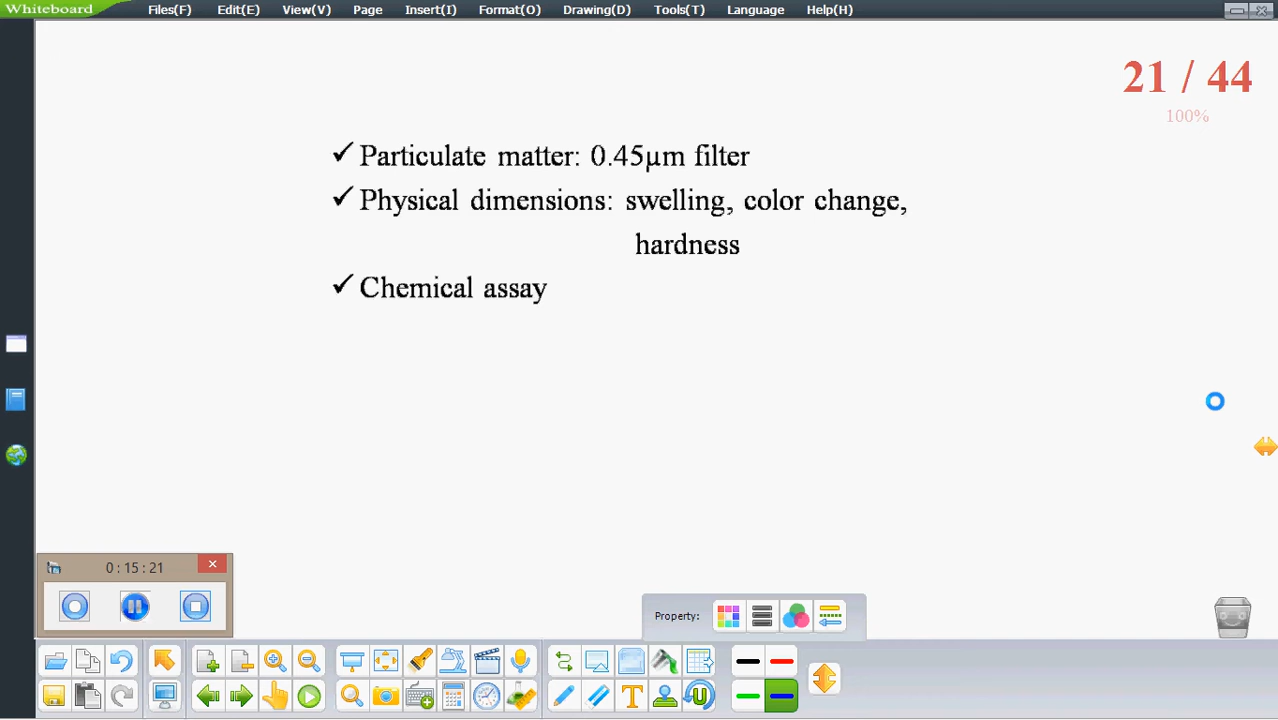 Whiteboard Files(F) Edit(E) View(V) Page Insert(I) Format(O) Drawing(D) Tools(T) Language Help(H)
21 / 44
100%
✓ Particulate matter: 0.45µm filter
✓ Physical dimensions: swelling, color change,
hardness
✓ Chemical assay
0:15:21
Property: